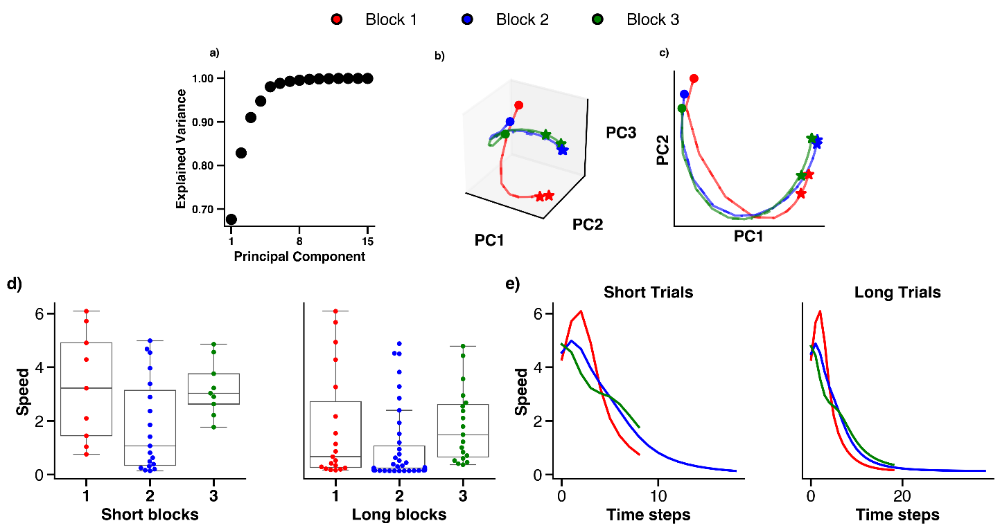 Block 1 Block 2 Block 3
a)
1.00
0.90
0.80
0.70
Explained Variance
1 8 15
Principal Component
b)
PC3
PC2
PC1
c)
PC2
PC1
d)
6
4
2
0
Speed
1 2 3
Short blocks
1 2 3
Long blocks
e)
Short Trials
6
4
2
0
Speed
0 10
Time steps
Long Trials
0 20
Time steps